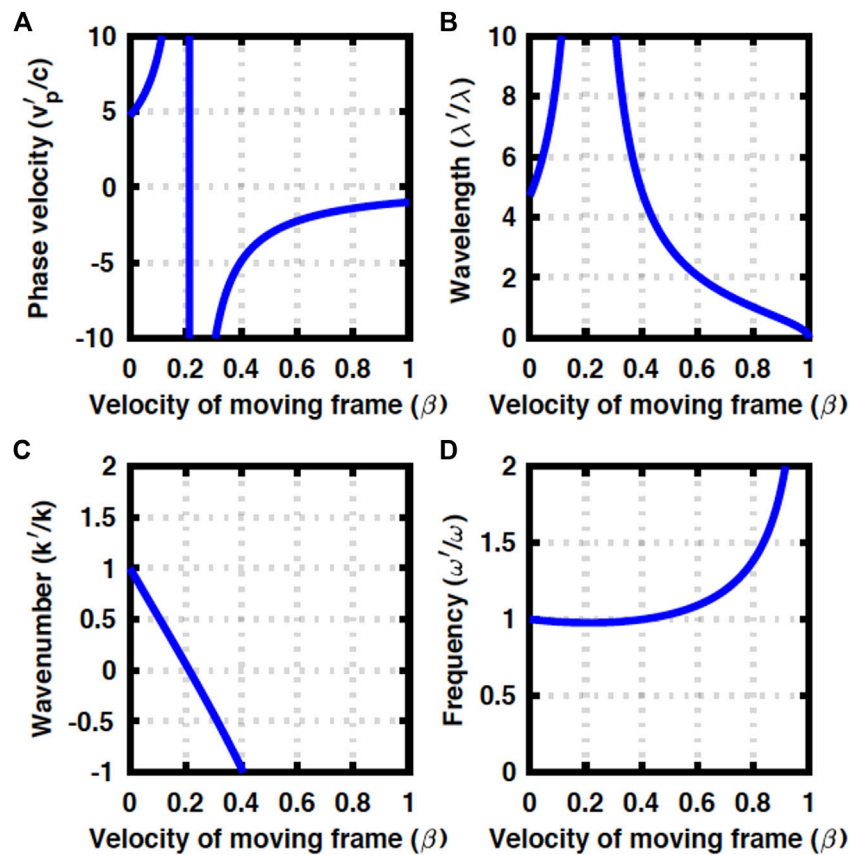 A
B
Phase velocity (v'p/c)
10
5
0
-5
-10
0 0.2 0.4 0.6 0.8 1
Velocity of moving frame (β)
Wavelength (λ'/λ)
10
8
6
4
2
0
0 0.2 0.4 0.6 0.8 1
Velocity of moving frame (β)
C
D
Wavenumber (k'/k)
2
1.5
1
0.5
0
-0.5
-1
0 0.2 0.4 0.6 0.8 1
Velocity of moving frame (β)
Frequency (ω'/ω)
2
1.5
1
0.5
0
0 0.2 0.4 0.6 0.8 1
Velocity of moving frame (β)